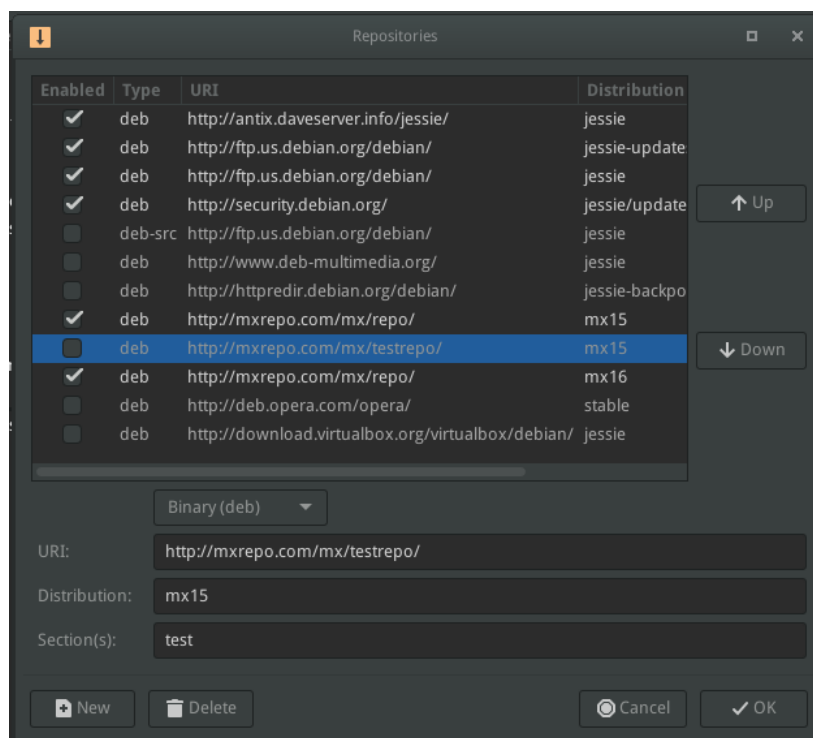 Repositories
Enabled Type URI Distribution
deb http://antix.daveserver.info/jessie/ jessie
deb http://ftp.us.debian.org/debian/ jessie-update
deb http://ftp.us.debian.org/debian/ jessie
deb http://security.debian.org/ jessie/update
Up
deb-src http://ftp.us.debian.org/debian/ jessie
deb http://www.deb-multimedia.org/ jessie
deb http://httpredir.debian.org/debian/ jessie-backpo
deb http://mxrepo.com/mx/repo/ mx15
deb http://mxrepo.com/mx/testrepo/ mx15
Down
deb http://mxrepo.com/mx/repo/ mx16
deb http://deb.opera.com/opera/ stable
deb http://download.virtualbox.org/virtualbox/debian/ jessie
Binary (deb)
URI: http://mxrepo.com/mx/testrepo/
Distribution: mx15
Section(s): test
New Delete Cancel OK